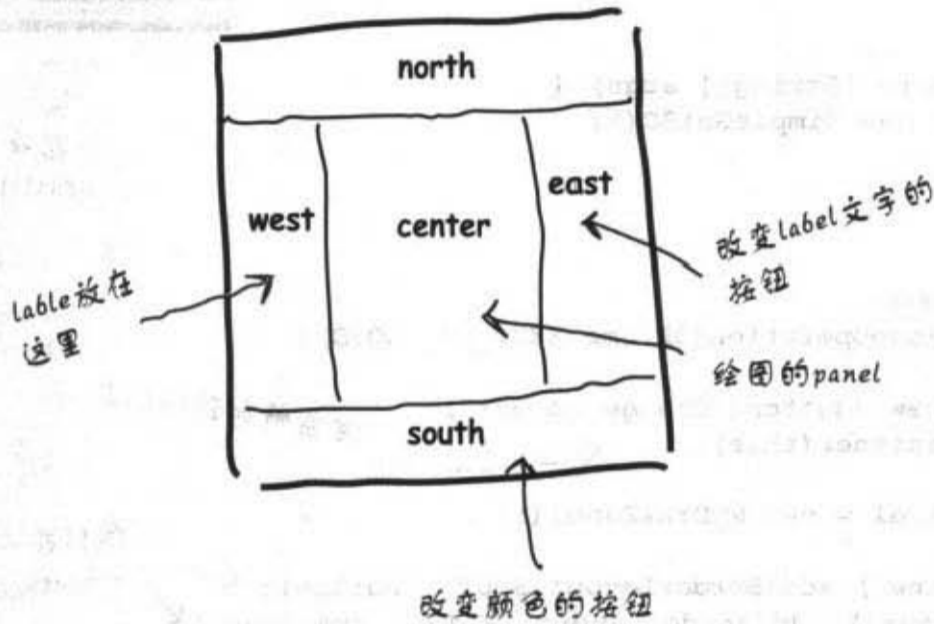 north
west
center
east
south
lable放在
这里
改变label文字的
按钮
绘图的panel
改变颜色的按钮